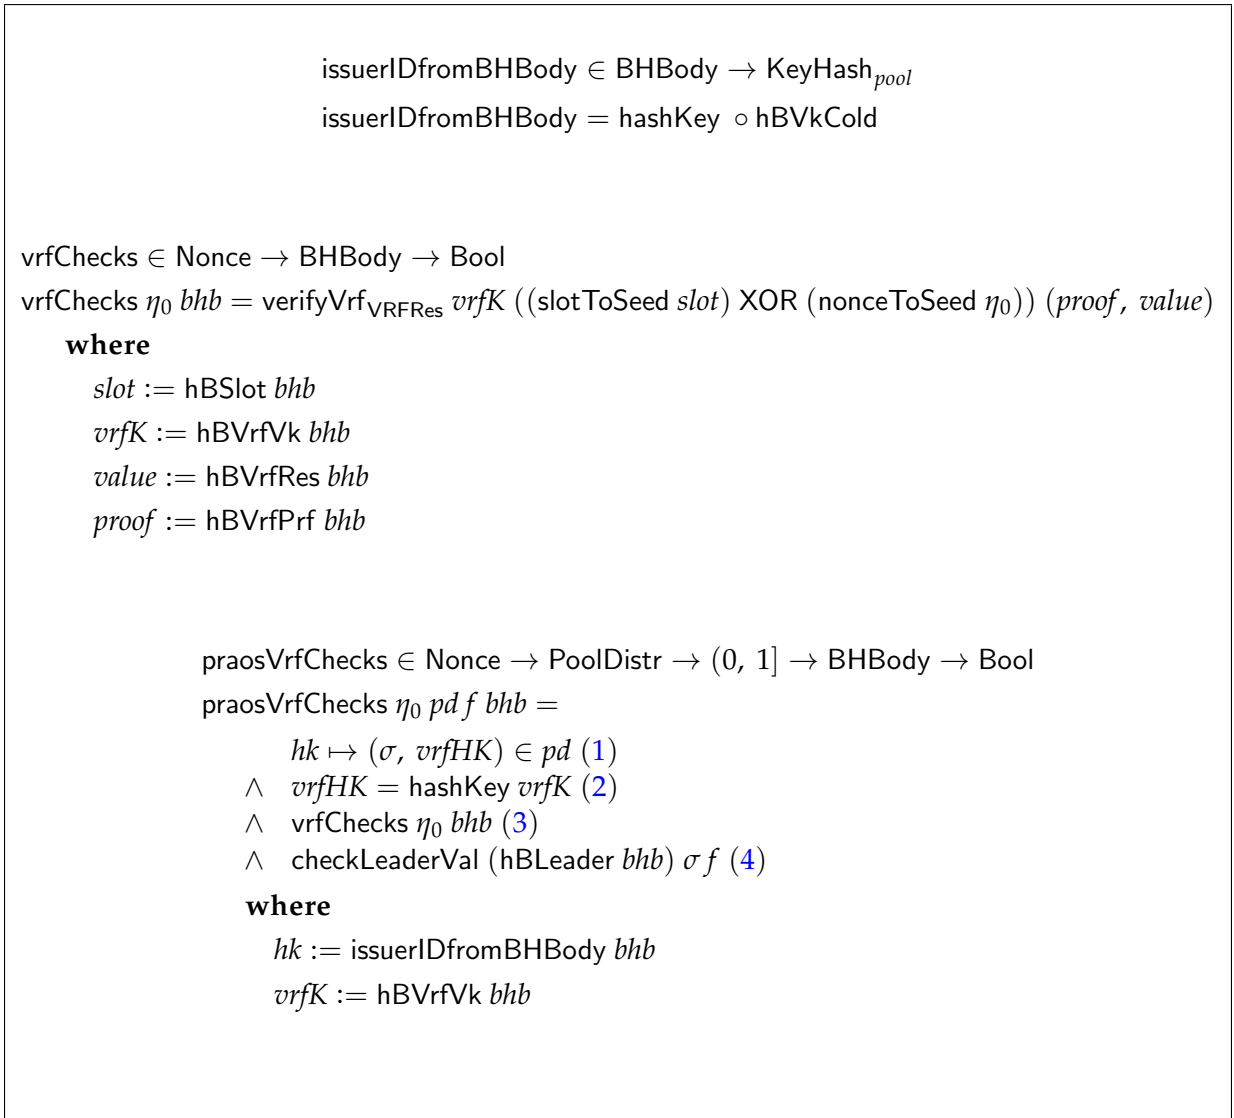 issuerIDfromBHBody ∈ BHBody → KeyHash_pool
issuerIDfromBHBody = hashKey ∘ hBVkCold
vrfChecks ∈ Nonce → BHBody → Bool
vrfChecks η₀ bhb = verifyVrf_VRFRes vrfK ((slotToSeed slot) XOR (nonceToSeed η₀)) (proof, value)
where
slot := hBSlot bhb
vrfK := hBVrfVk bhb
value := hBVrfRes bhb
proof := hBVrfPrf bhb
praosVrfChecks ∈ Nonce → PoolDistr → (0, 1] → BHBody → Bool
praosVrfChecks η₀ pd f bhb =
hk ↦ (σ, vrfHK) ∈ pd (1)
∧ vrfHK = hashKey vrfK (2)
∧ vrfChecks η₀ bhb (3)
∧ checkLeaderVal (hBLeader bhb) σ f (4)
where
hk := issuerIDfromBHBody bhb
vrfK := hBVrfVk bhb